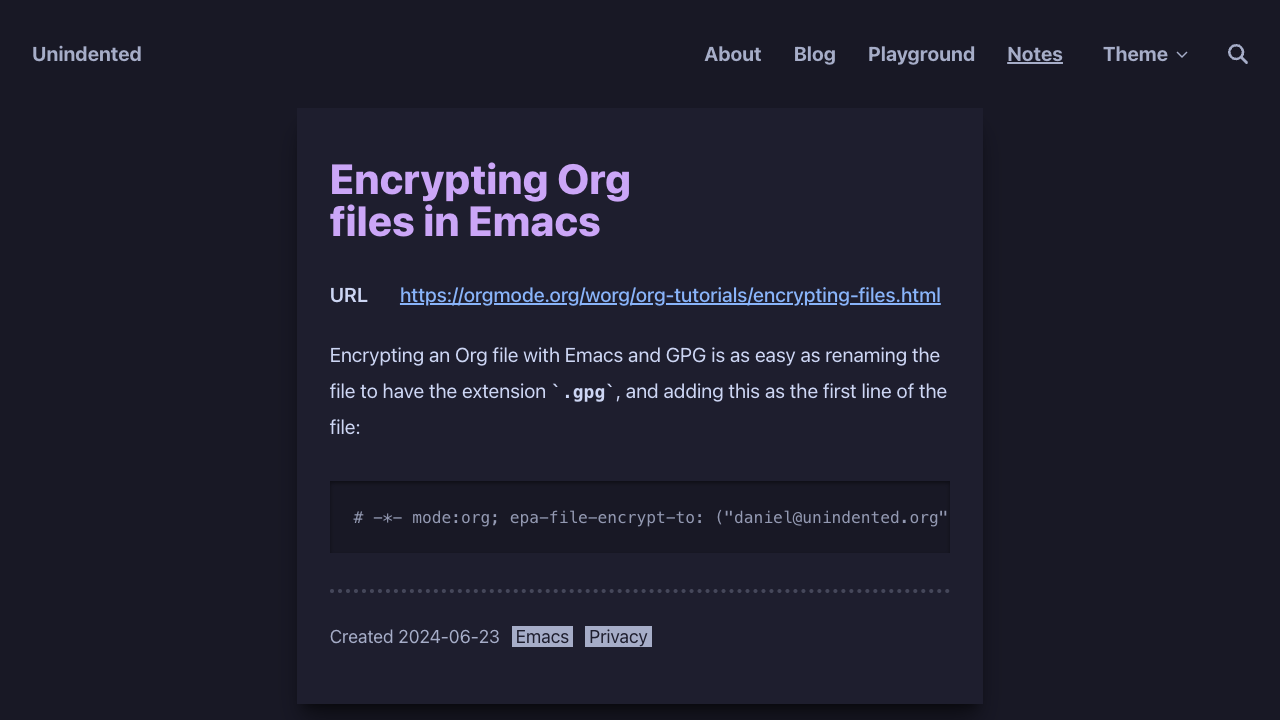 Unindented About Blog Playground Notes Theme
Encrypting Org
files in Emacs
URL https://orgmode.org/worg/org-tutorials/encrypting-files.html
Encrypting an Org file with Emacs and GPG is as easy as renaming the
file to have the extension `.gpg`, and adding this as the first line of the
file:
# -*- mode:org; epa-file-encrypt-to: ("daniel@unindented.org"
Created 2024-06-23 Emacs Privacy